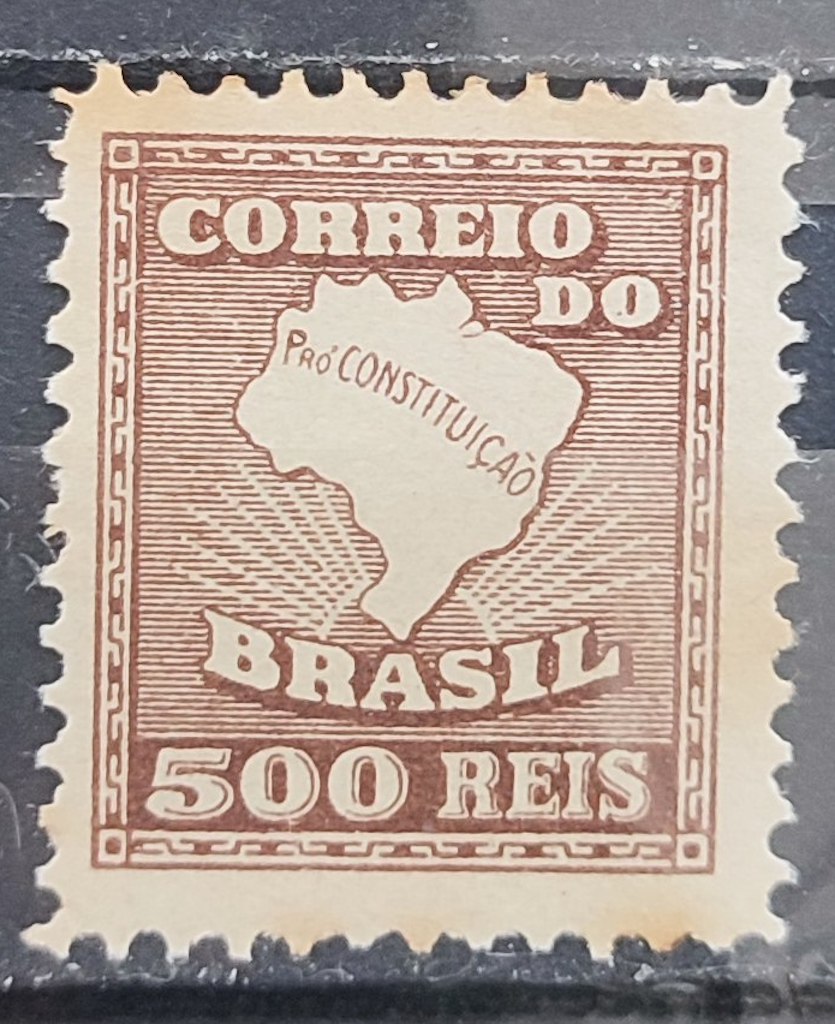 CORREIO
DO
PRÓ CONSTITUIÇÃO
BRASIL
500 REIS